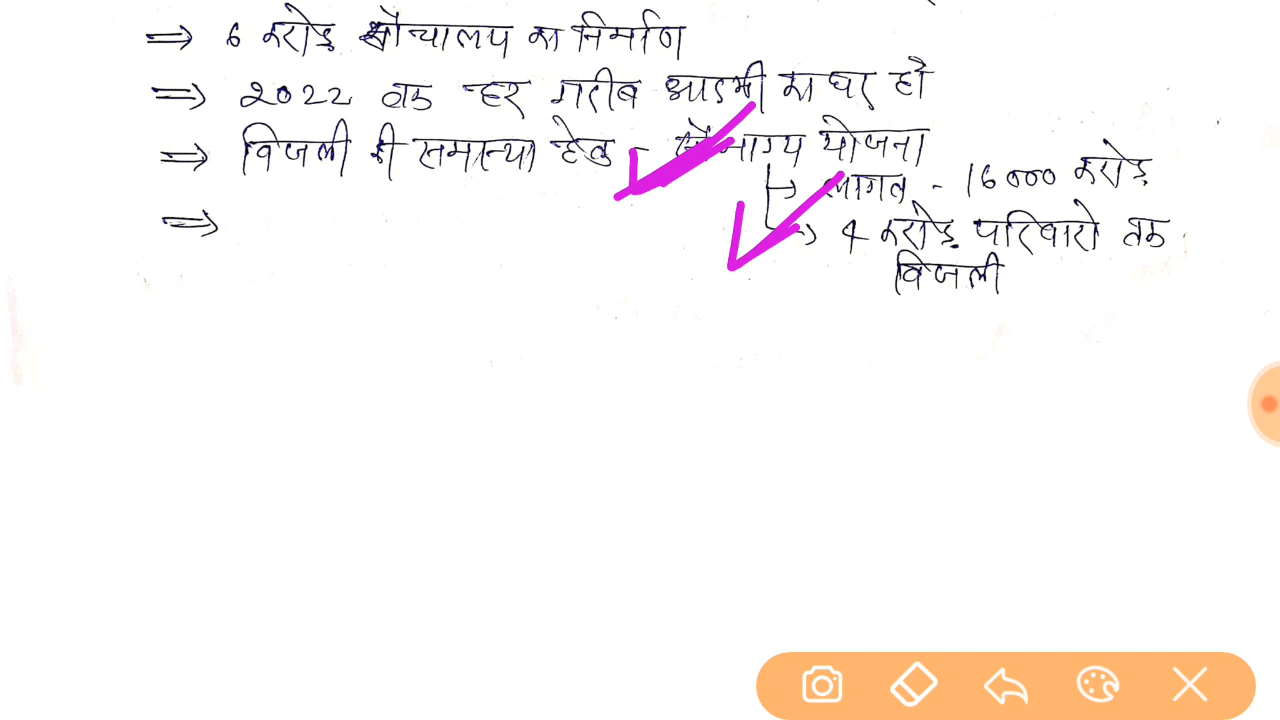 ⇒ 6 करोड़ शौचालय का निर्माण
⇒ 2022 तक हर गरीब आदमी का घर हो
⇒ बिजली की समास्या हेतु - सौभाग्य योजना
→ लागत - 16000 करोड़
→ 4 करोड़ परिवारो तक
बिजली
⇒